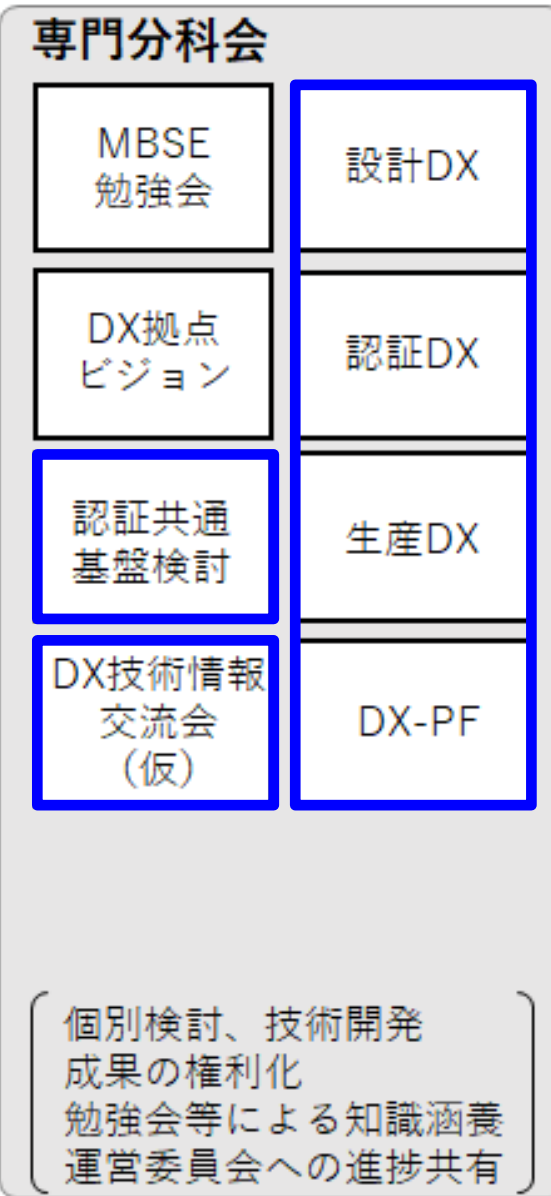 専門分科会
MBSE
勉強会
設計DX
DX拠点
ビジョン
認証DX
認証共通
基盤検討
生産DX
DX技術情報
交流会
（仮）
DX-PF
個別検討、技術開発
成果の権利化
勉強会等による知識涵養
運営委員会への進捗共有